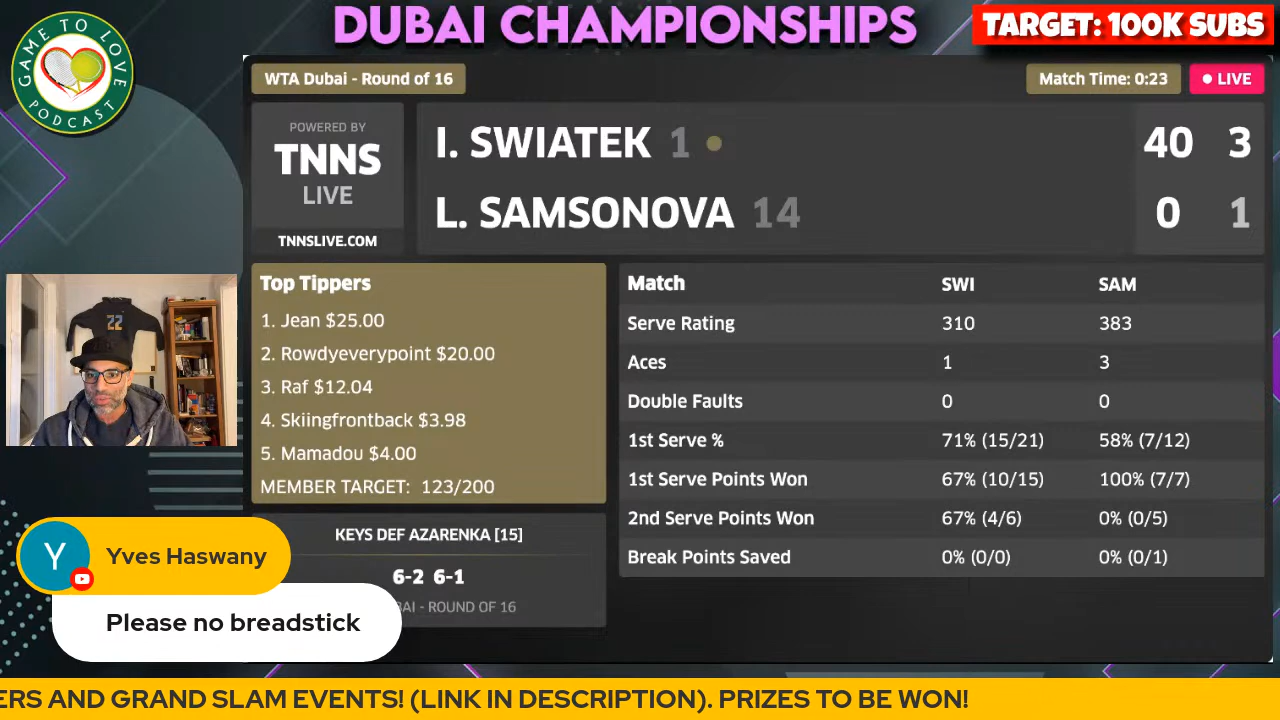 GAME TO LOVE
PODCAST
DUBAI CHAMPIONSHIPS
TARGET: 100K SUBS
WTA Dubai - Round of 16
Match Time: 0:23
LIVE
POWERED BY
TNNS
LIVE
TNNSLIVE.COM
I. SWIATEK 1 40 3
L. SAMSONOVA 14 0 1
Top Tippers
1. Jean $25.00
2. Rowdyeverypoint $20.00
3. Raf $12.04
4. Skiingfrontback $3.98
5. Mamadou $4.00
MEMBER TARGET: 123/200
Match SWI SAM
Serve Rating 310 383
Aces 1 3
Double Faults 0 0
1st Serve % 71% (15/21) 58% (7/12)
1st Serve Points Won 67% (10/15) 100% (7/7)
2nd Serve Points Won 67% (4/6) 0% (0/5)
Break Points Saved 0% (0/0) 0% (0/1)
KEYS DEF AZARENKA [15]
6-2 6-1
BAI - ROUND OF 16
22
Y
Yves Haswany
Please no breadstick
ERS AND GRAND SLAM EVENTS! (LINK IN DESCRIPTION). PRIZES TO BE WON!